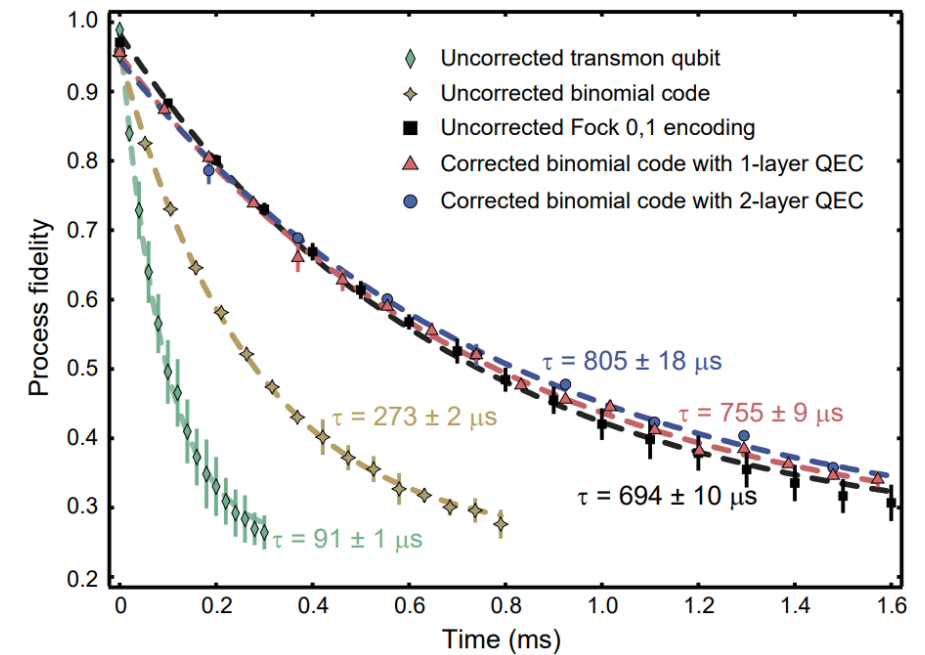 1.0
0.9
0.8
0.7
0.6
0.5
0.4
0.3
0.2
Process fidelity
Uncorrected transmon qubit
Uncorrected binomial code
Uncorrected Fock 0,1 encoding
Corrected binomial code with 1-layer QEC
Corrected binomial code with 2-layer QEC
τ = 805 ± 18 μs
τ = 755 ± 9 μs
τ = 273 ± 2 μs
τ = 694 ± 10 μs
τ = 91 ± 1 μs
0 0.2 0.4 0.6 0.8 1.0 1.2 1.4 1.6
Time (ms)